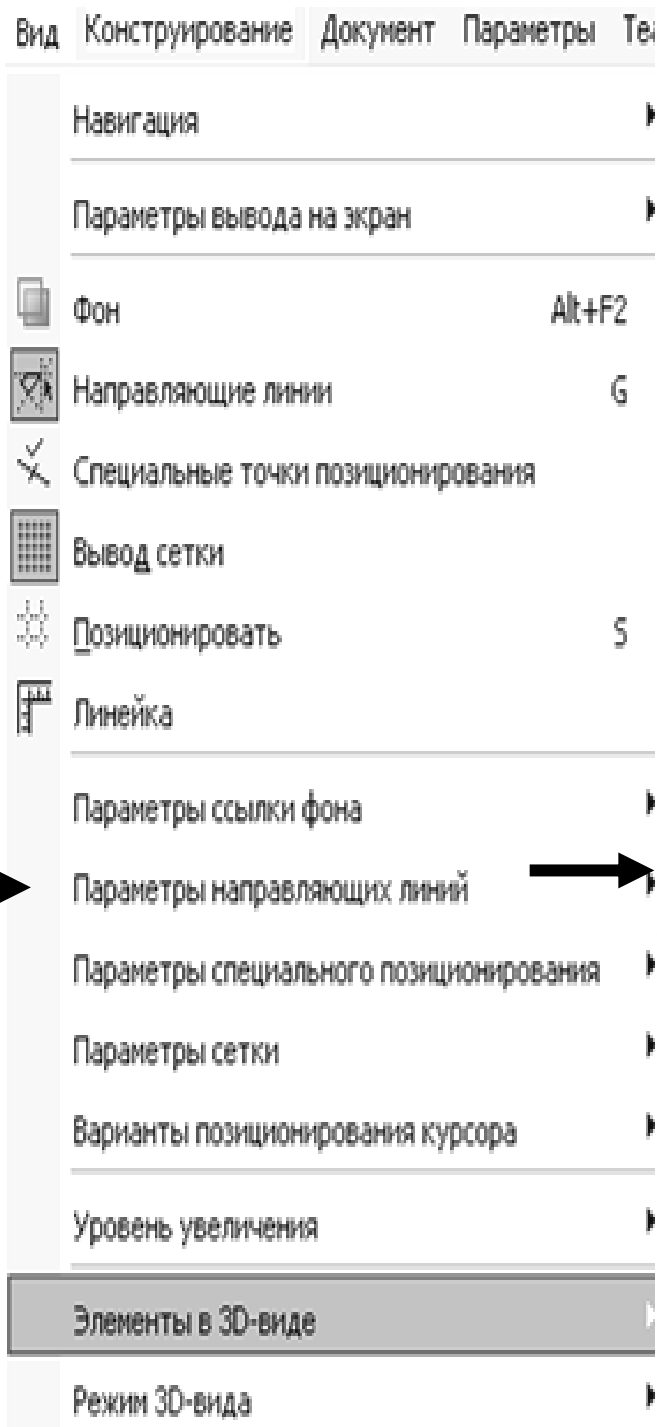 Вид Конструирование Документ Параметры Tea
Навигация
Параметры вывода на экран
Фон Alt+F2
Направляющие линии G
Специальные точки позиционирования
Вывод сетки
Позиционировать S
Линейка
Параметры ссылки фона
Параметры направляющих линий
Параметры специального позиционирования
Параметры сетки
Варианты позиционирования курсора
Уровень увеличения
Элементы в 3D-виде
Режим 3D-вида